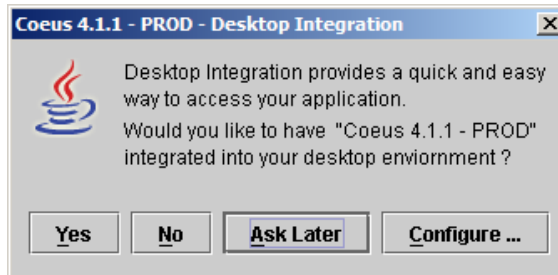 Coeus 4.1.1 - PROD - Desktop Integration
Desktop Integration provides a quick and easy
way to access your application.
Would you like to have "Coeus 4.1.1 - PROD"
integrated into your desktop enviornment ?
Yes No Ask Later Configure ...